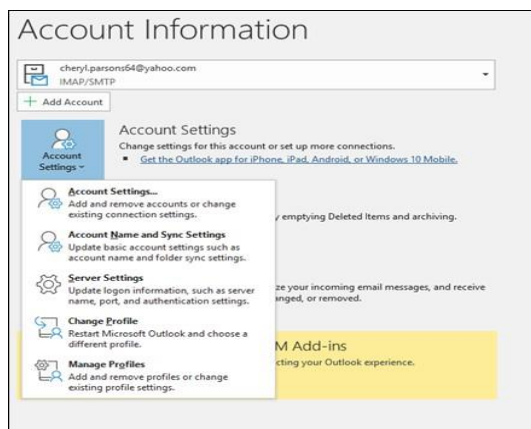 Account Information
cheryl.parsons64@yahoo.com
IMAP/SMTP
Add Account
Account Settings
Account Settings
Change settings for this account or set up more connections.
Get the Outlook app for iPhone, iPad, Android, or Windows 10 Mobile.
Account Settings...
Add and remove accounts or change
existing connection settings.
y emptying Deleted Items and archiving.
Account Name and Sync Settings
Update basic account settings such as
account name and folder sync settings.
Server Settings
Update logon information, such as server
name, port, and authentication settings.
ze your incoming email messages, and receive
anged, or removed.
Change Profile
Restart Microsoft Outlook and choose a
different profile.
M Add-ins
cting your Outlook experience.
Manage Profiles
Add and remove profiles or change
existing profile settings.